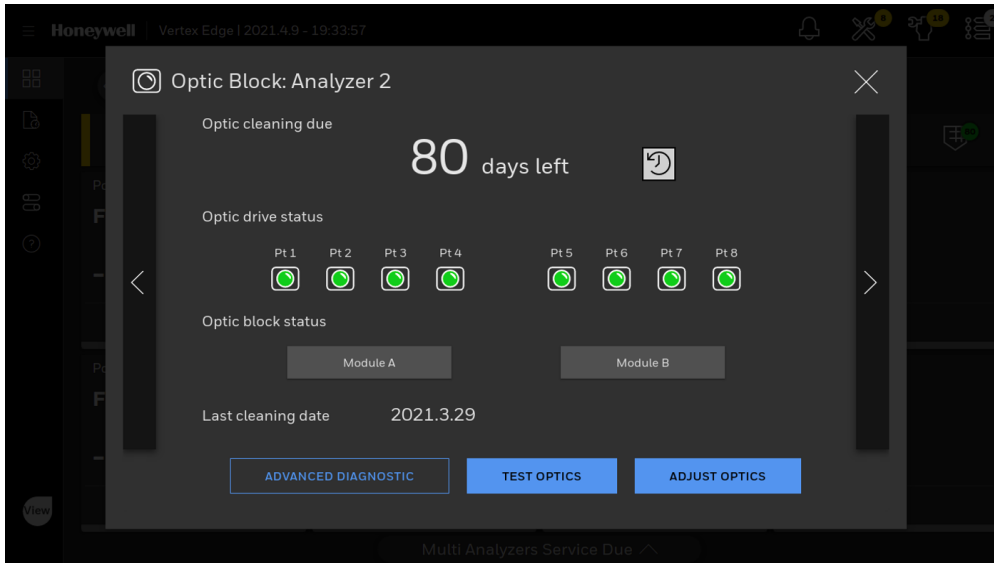 Honeywell Vertex Edge | 2021.4.9 - 19:33:57
8 18
Optic Block: Analyzer 2
Optic cleaning due
80 days left
Optic drive status
Pt 1 Pt 2 Pt 3 Pt 4 Pt 5 Pt 6 Pt 7 Pt 8
Optic block status
Module A Module B
Last cleaning date 2021.3.29
ADVANCED DIAGNOSTIC TEST OPTICS ADJUST OPTICS
View
Multi Analyzers Service Due